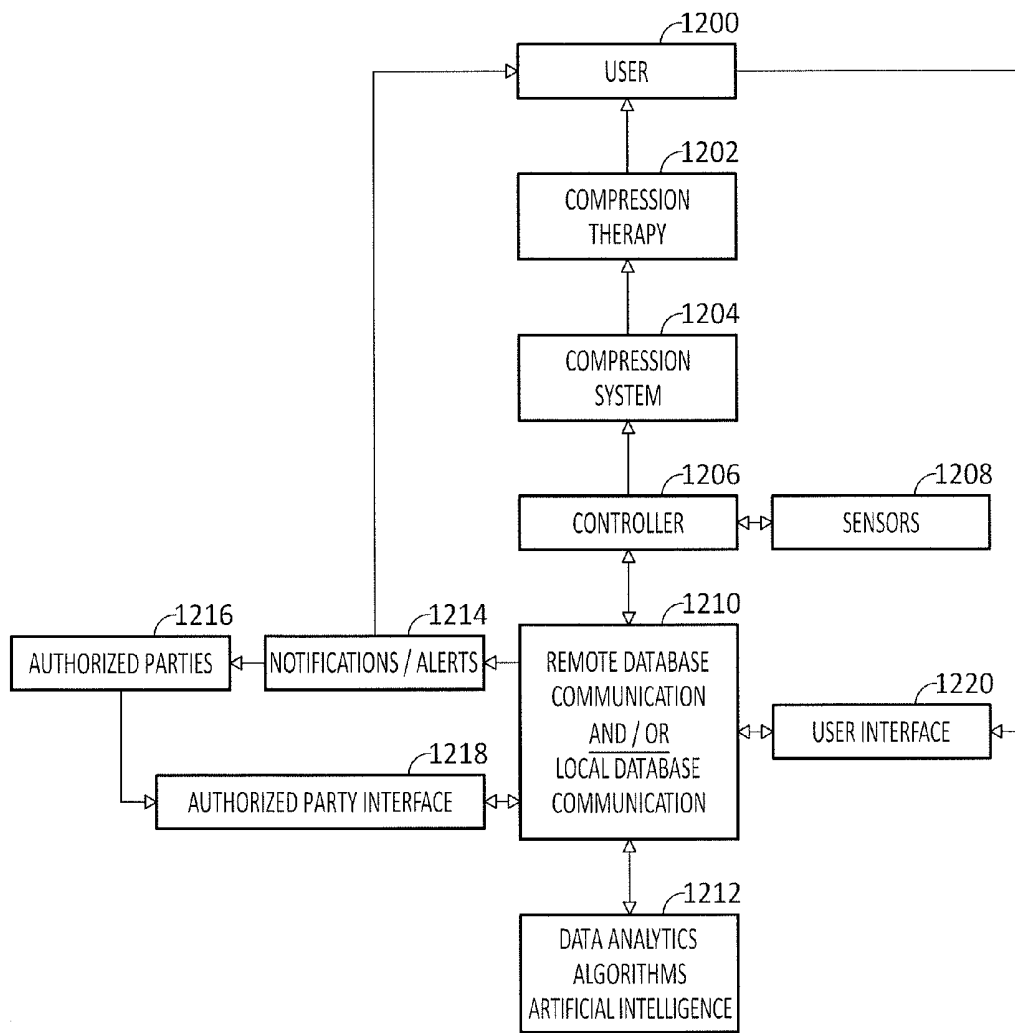 1200
USER
1202
COMPRESSION
THERAPY
1204
COMPRESSION
SYSTEM
1206
CONTROLLER
1208
SENSORS
1210
REMOTE DATABASE
COMMUNICATION
AND / OR
LOCAL DATABASE
COMMUNICATION
1216
AUTHORIZED PARTIES
1214
NOTIFICATIONS / ALERTS
1220
USER INTERFACE
1218
AUTHORIZED PARTY INTERFACE
1212
DATA ANALYTICS
ALGORITHMS
ARTIFICIAL INTELLIGENCE